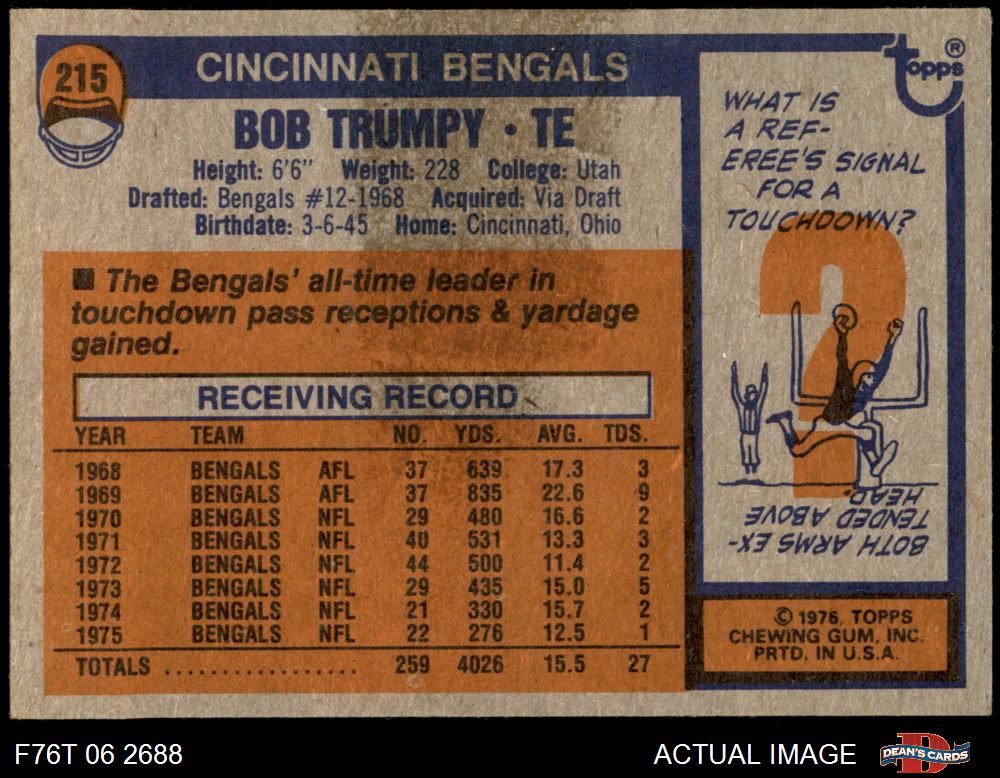 215
CINCINNATI BENGALS
BOB TRUMPY • TE
Height: 6'6" Weight: 228 College: Utah
Drafted: Bengals #12-1968 Acquired: Via Draft
Birthdate: 3-6-45 Home: Cincinnati, Ohio
■ The Bengals' all-time leader in
touchdown pass receptions & yardage
gained.
RECEIVING RECORD
YEAR TEAM NO. YDS. AVG. TDS.
1968 BENGALS AFL 37 639 17.3 3
1969 BENGALS AFL 37 835 22.6 9
1970 BENGALS NFL 29 480 16.6 2
1971 BENGALS NFL 40 531 13.3 3
1972 BENGALS NFL 44 500 11.4 2
1973 BENGALS NFL 29 435 15.0 5
1974 BENGALS NFL 21 330 15.7 2
1975 BENGALS NFL 22 276 12.5 1
TOTALS .................. 259 4026 15.5 27
topps ®
WHAT IS
A REF-
EREE'S SIGNAL
FOR A
TOUCHDOWN?
?
BOTH ARMS EX-
TENDED ABOVE
HEAD.
© 1976, TOPPS
CHEWING GUM, INC.
PRTD. IN U.S.A.
F76T 06 2688
ACTUAL IMAGE
D
DEAN'S CARDS